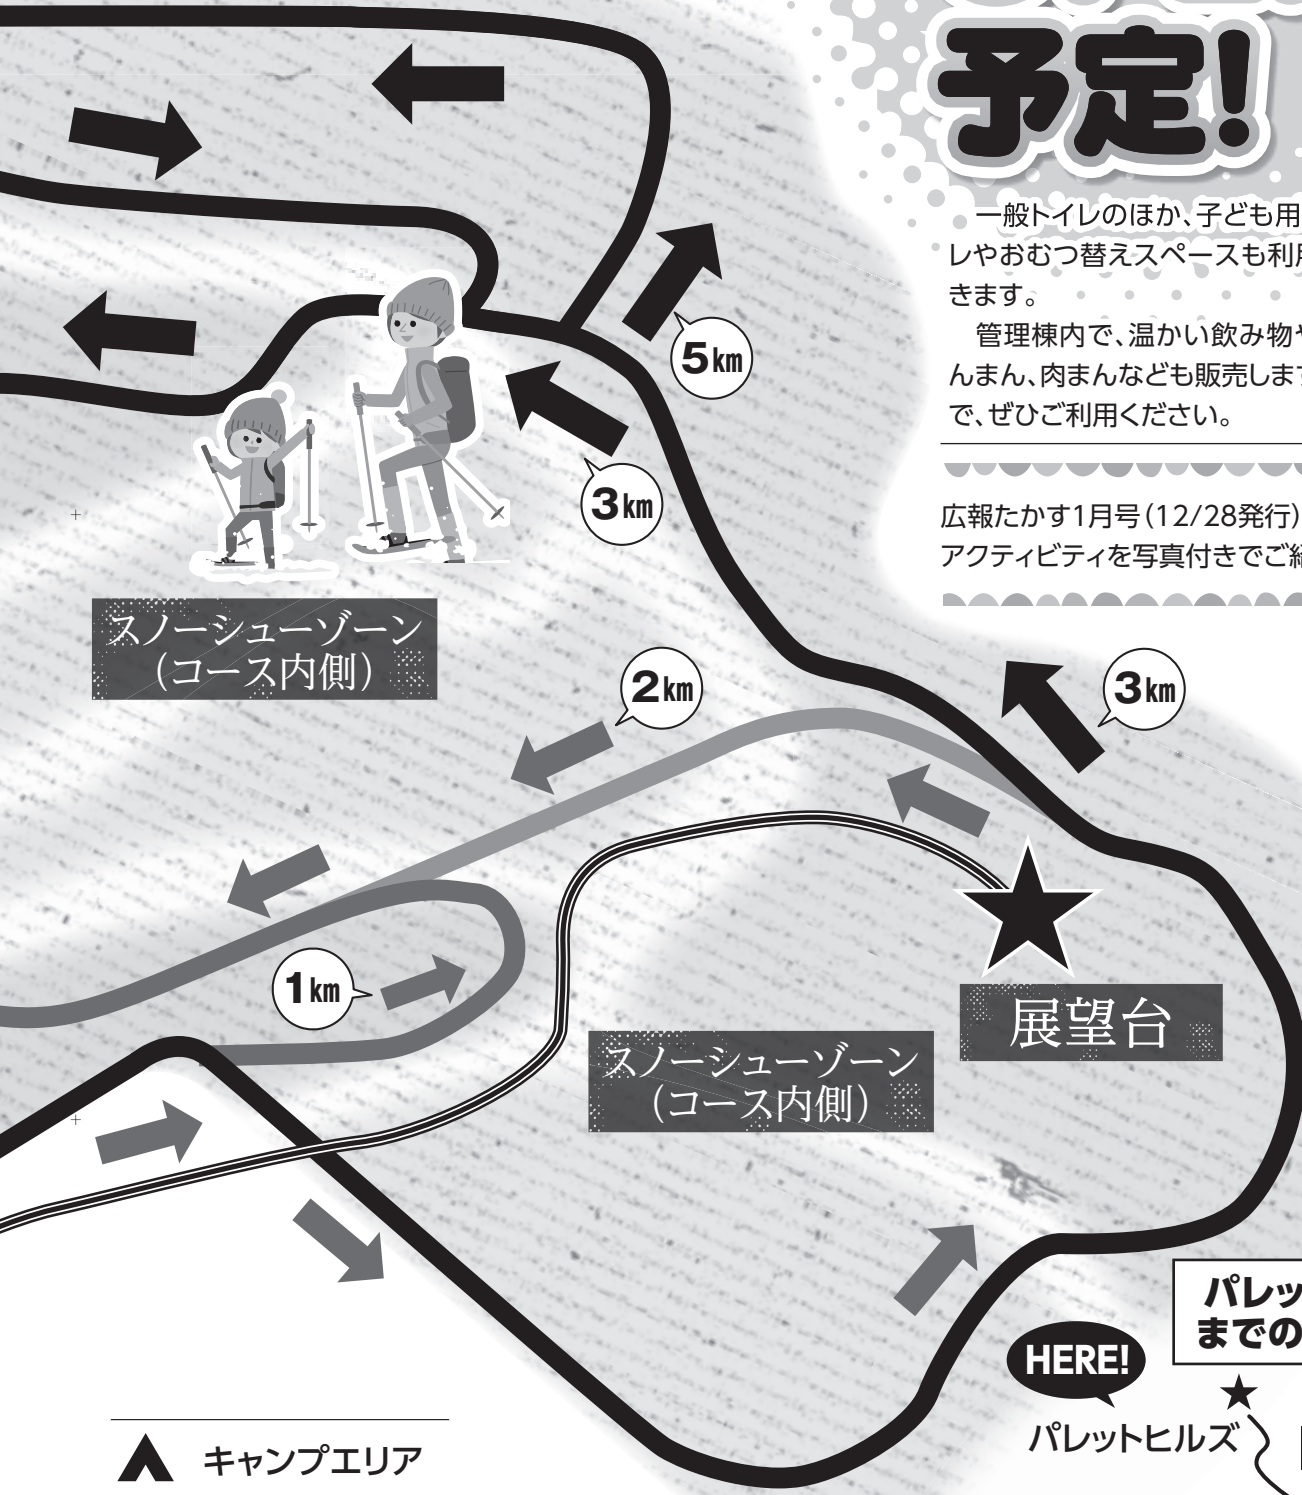 予定!
一般トイレのほか、子ども用
レやおむつ替えスペースも利用
きます。
管理棟内で、温かい飲み物や
んまん、肉まんなども販売します
で、ぜひご利用ください。
広報たかす1月号(12/28発行)
アクティビティを写真付きでご紹
5km
3km
スノーシューゾーン
(コース内側)
2km
3km
1km
展望台
スノーシューゾーン
(コース内側)
パレッ
までの
HERE!
パレットヒルズ
キャンプエリア